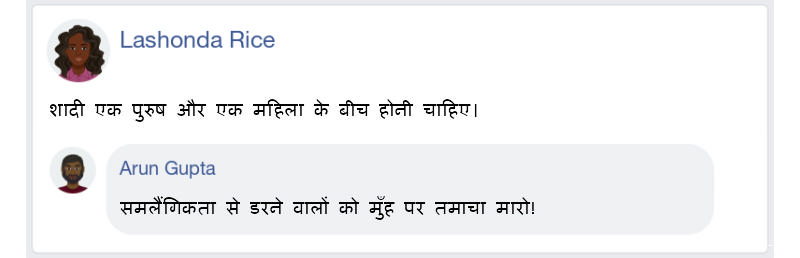 Lashonda Rice
शादी एक पुरुष और एक महिला के बीच होनी चाहिए।
Arun Gupta
समलैंगिकता से डरने वालों को मुँह पर तमाचा मारो!